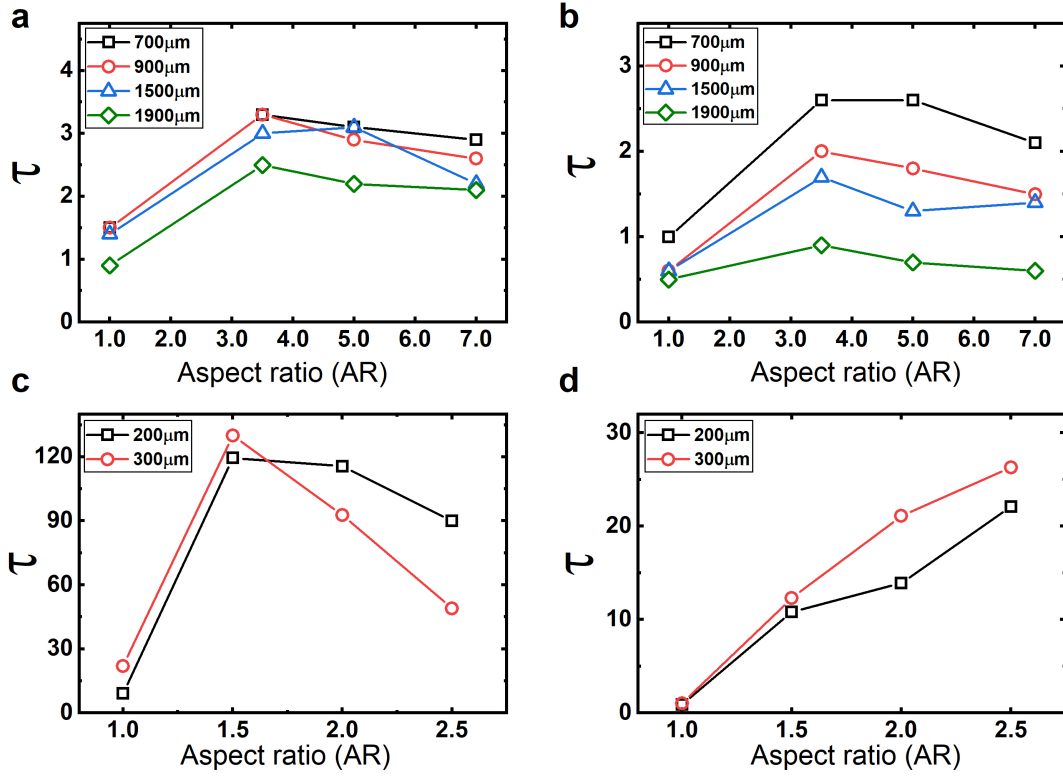 a
700μm
900μm
1500μm
1900μm
4
3
2
1
0
τ
1.0 2.0 3.0 4.0 5.0 6.0 7.0
Aspect ratio (AR)
b
700μm
900μm
1500μm
1900μm
3
2
1
0
τ
1.0 2.0 3.0 4.0 5.0 6.0 7.0
Aspect ratio (AR)
c
200μm
300μm
120
90
60
30
0
τ
1.0 1.5 2.0 2.5
Aspect ratio (AR)
d
200μm
300μm
30
20
10
0
τ
1.0 1.5 2.0 2.5
Aspect ratio (AR)